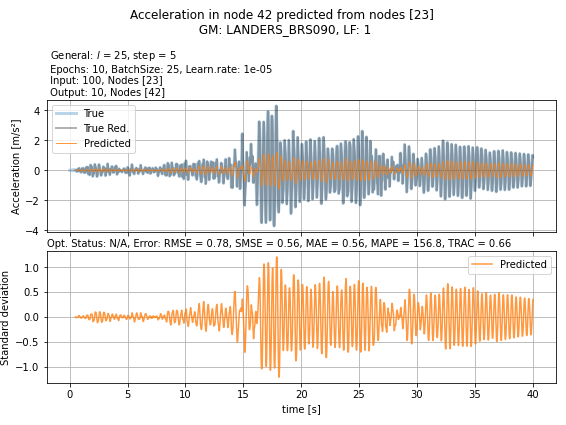 Acceleration in node 42 predicted from nodes [23]
GM: LANDERS_BRS090, LF: 1
General: l = 25, step = 5
Epochs: 10, BatchSize: 25, Learn.rate: 1e-05
Input: 100, Nodes [23]
Output: 10, Nodes [42]
4
2
0
−2
−4
Acceleration [m/s²]
True
True Red.
Predicted
Opt. Status: N/A, Error: RMSE = 0.78, SMSE = 0.56, MAE = 0.56, MAPE = 156.8, TRAC = 0.66
1.0
0.5
0.0
−0.5
−1.0
Standard deviation
Predicted
0 5 10 15 20 25 30 35 40
time [s]